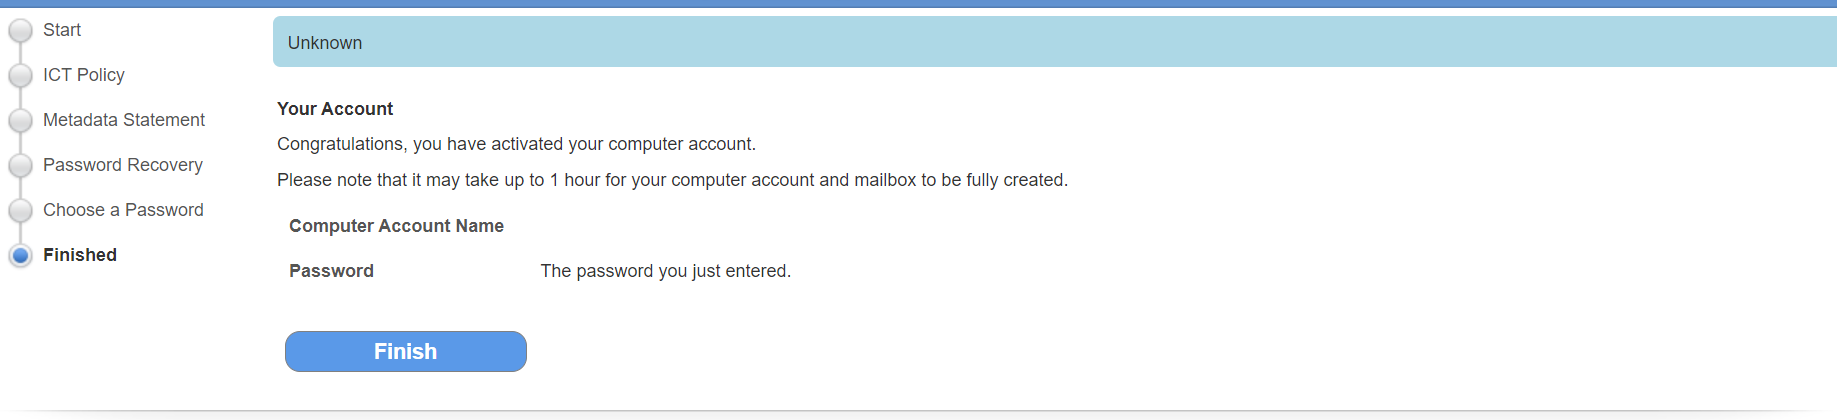 Start
ICT Policy
Metadata Statement
Password Recovery
Choose a Password
Finished
Unknown
Your Account
Congratulations, you have activated your computer account.
Please note that it may take up to 1 hour for your computer account and mailbox to be fully created.
Computer Account Name
Password The password you just entered.
Finish